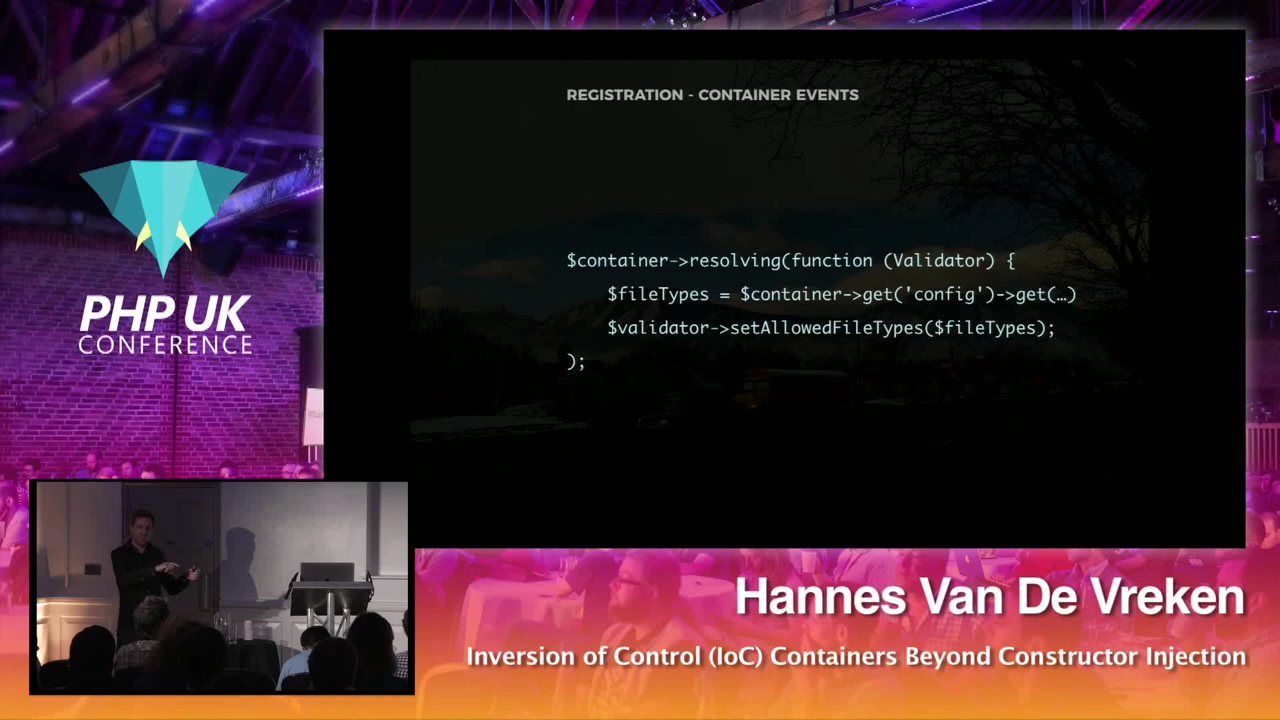 PHP UK
CONFERENCE
REGISTRATION - CONTAINER EVENTS
$container->resolving(function (Validator) {
$fileTypes = $container->get('config')->get(…)
$validator->setAllowedFileTypes($fileTypes);
);
Hannes Van De Vreken
Inversion of Control (IoC) Containers Beyond Constructor Injection